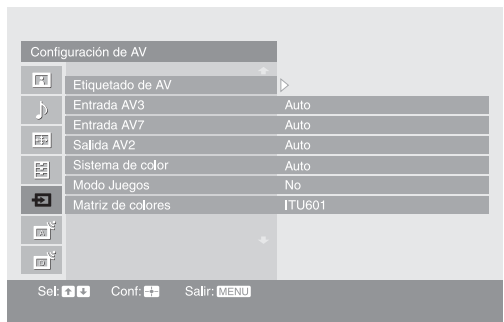 Configuración de AV
Etiquetado de AV
Entrada AV3 Auto
Entrada AV7 Auto
Salida AV2 Auto
Sistema de color Auto
Modo Juegos No
Matriz de colores ITU601
Sel: Conf: Salir: MENU